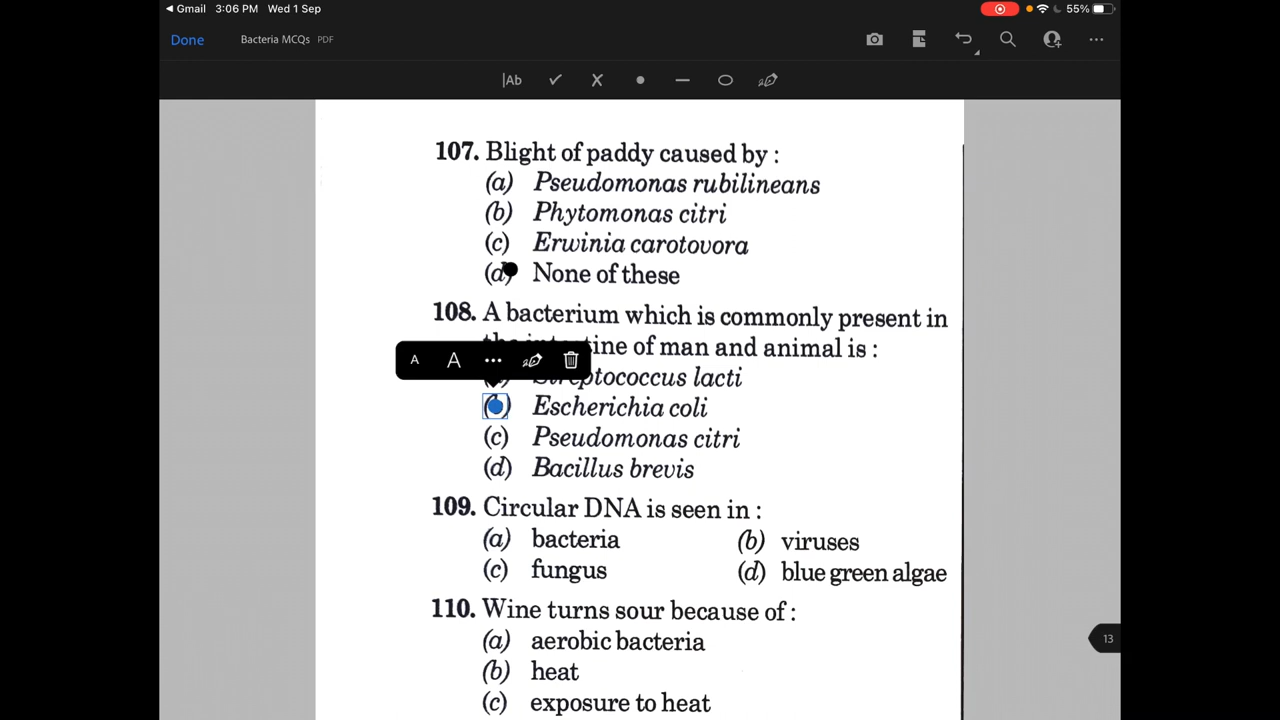 Gmail 3:06 PM Wed 1 Sep 55%
Done Bacteria MCQs PDF
Ab
107. Blight of paddy caused by :
(a) Pseudomonas rubilineans
(b) Phytomonas citri
(c) Erwinia carotovora
(d) None of these
108. A bacterium which is commonly present in
of man and animal is :
A A
lacti
Escherichia coli
(c) Pseudomonas citri
(d) Bacillus brevis
109. Circular DNA is seen in :
(a) bacteria (b) viruses
(c) fungus (d) blue green algae
110. Wine turns sour because of :
(a) aerobic bacteria
13
(b) heat
(c) exposure to heat